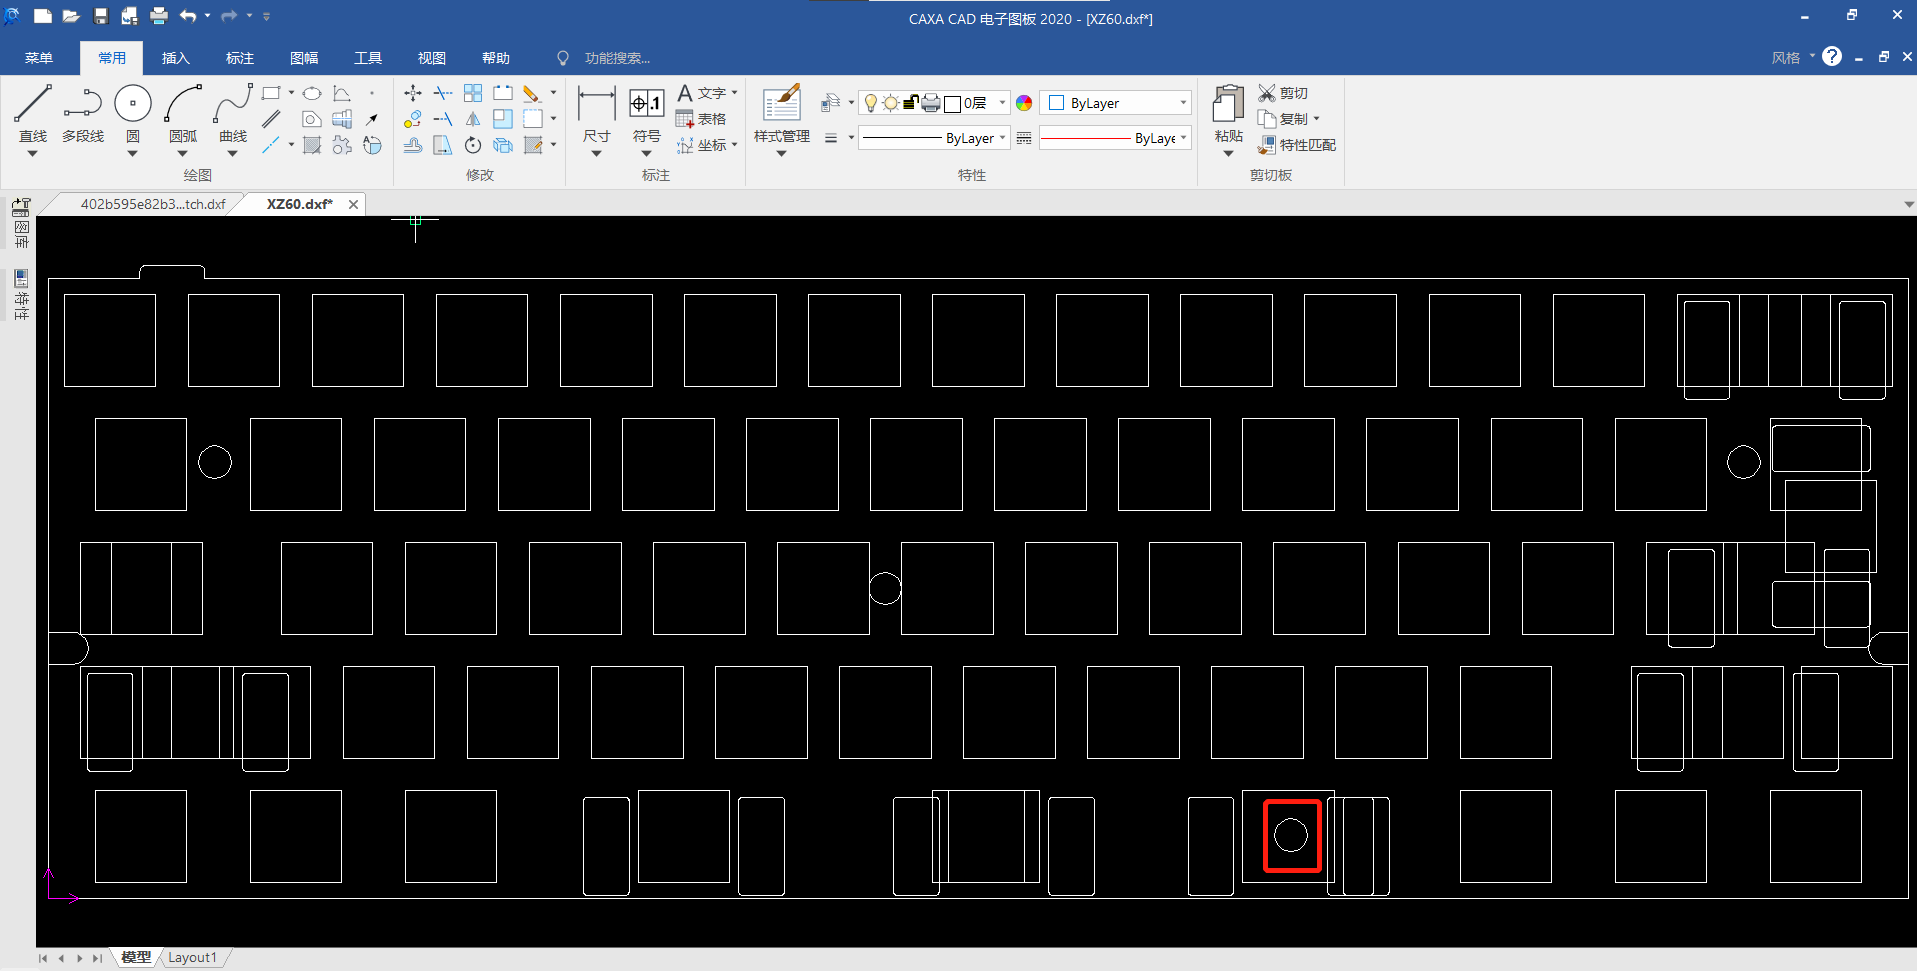 CAXA CAD 电子图板 2020 - [XZ60.dxf*]
菜单 常用 插入 标注 图幅 工具 视图 帮助 功能搜索... 风格
直线 多段线 圆 圆弧 曲线
绘图
修改
尺寸 符号 .1 A 文字
表格
坐标
标注
样式管理 0层 ByLayer
ByLayer ByLaye
特性
粘贴 剪切
复制
特性匹配
剪切板
402b595e82b3...tch.dxf XZ60.dxf*
图库
特性
模型 Layout1